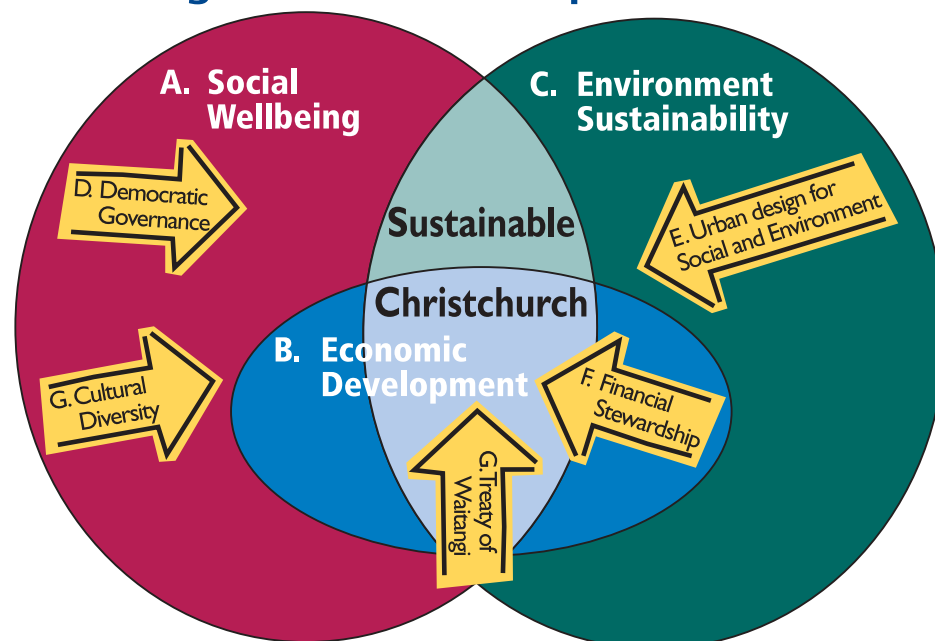 A. Social
Wellbeing
C. Environment
Sustainability
D. Democratic
Governance
E. Urban design for
Social and Environment
Sustainable
Christchurch
B. Economic
Development
G. Cultural
Diversity
F. Financial
Stewardship
G. Treaty of
Waitangi